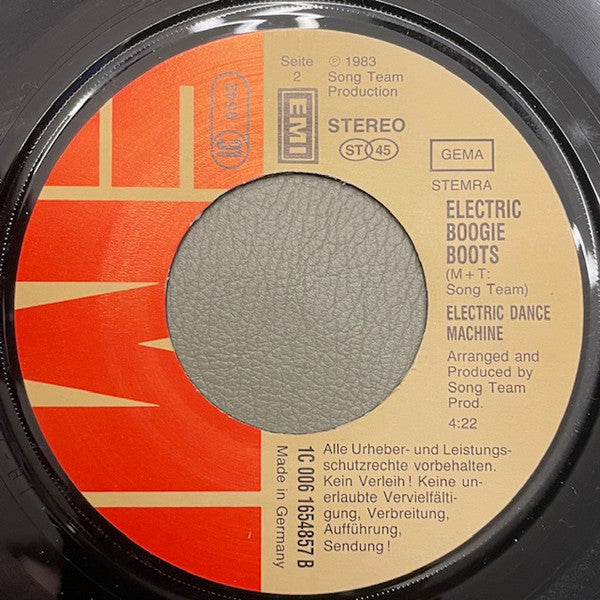 Seite
2
℗ 1983
Song Team
Production
0642
EMI
STEREO
ST 45
GEMA
STEMRA
ELECTRIC
BOOGIE
BOOTS
(M+T:
Song Team)
ELECTRIC DANCE
MACHINE
Arranged and
Produced by
Song Team
Prod.
4:22
Alle Urheber- und Leistungs-
schutzrechte vorbehalten.
Kein Verleih! Keine un-
erlaubte Vervielfälti-
gung, Verbreitung,
Aufführung,
Sendung!
1C 006 1654857 B
Made in Germany
EMI